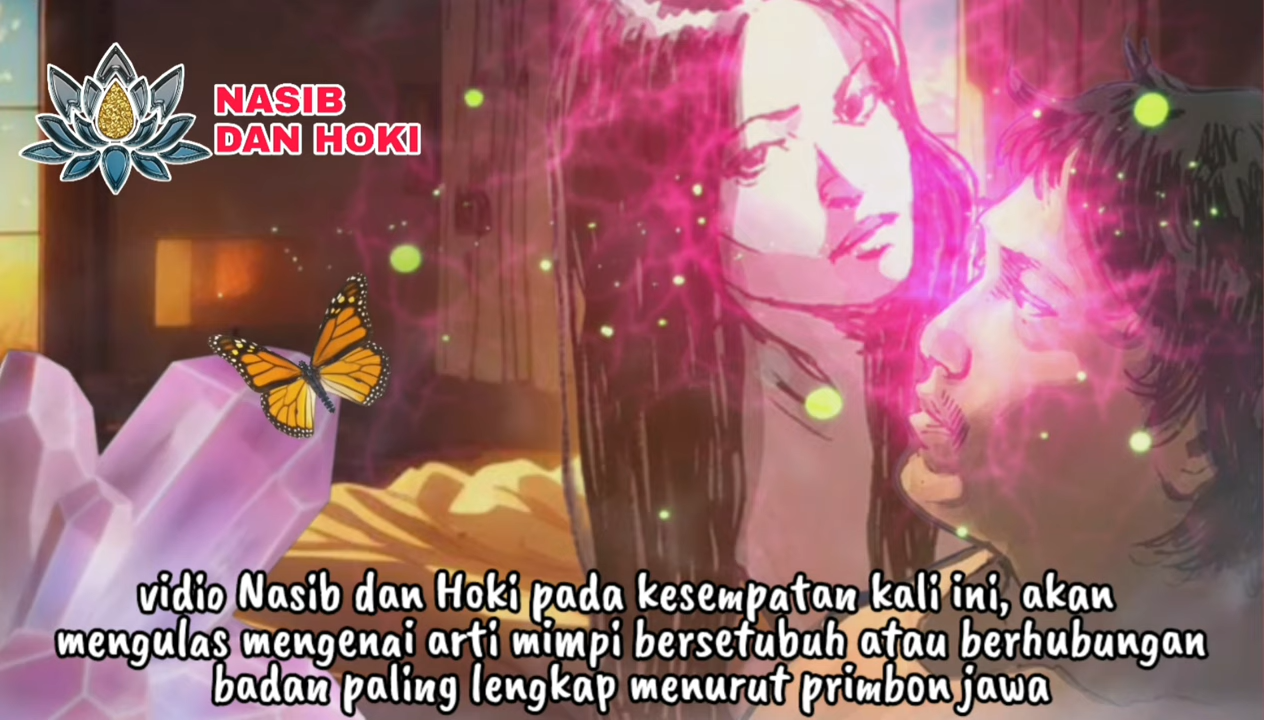 NASIB
DAN HOKI
vidio Nasib dan Hoki pada kesempatan kali ini, akan
mengulas mengenai arti mimpi bersetubuh atau berhubungan
badan paling lengkap menurut primbon jawa